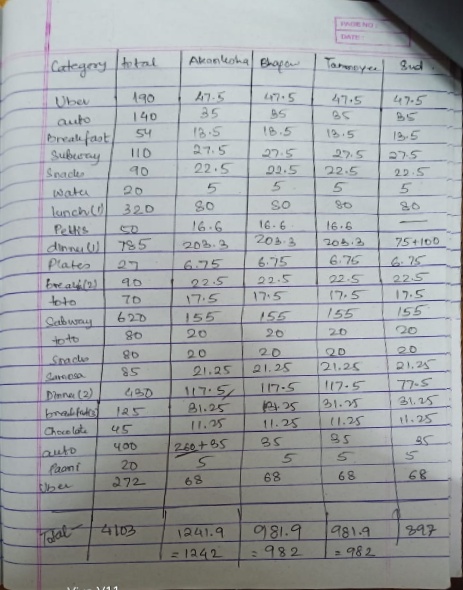 PAGE NO.
DATE:
Category total Akanksha Bhagav Tanmayee Sud
Uber 190 47.5 47.5 47.5 47.5
auto 140 35 35 35 35
Breakfast 54 13.5 13.5 13.5 13.5
Subway 110 27.5 27.5 27.5 27.5
Snacks 90 22.5 22.5 22.5 22.5
water 20 5 5 5 5
lunch(1) 320 80 80 80 80
Pettis 50 16.6 16.6 16.6 —
dinner(1) 785 203.3 203.3 203.3 75+100
Plates 27 6.75 6.75 6.75 6.75
Break(2) 90 22.5 22.5 22.5 22.5
toto 70 17.5 17.5 17.5 17.5
Subway 620 155 155 155 155
toto 80 20 20 20 20
Snacks 80 20 20 20 20
Samosa 85 21.25 21.25 21.25 21.25
Dinner(2) 430 117.5 117.5 117.5 77.5
breakfast 125 31.25 31.25 31.25 31.25
Chocolate 45 11.25 11.25 11.25 11.25
auto 400 260+35 35 35 35
Paani 20 5 5 5 5
Uber 272 68 68 68 68
Total 4103 1241.9 981.9 981.9 897
=1242 =982 =982